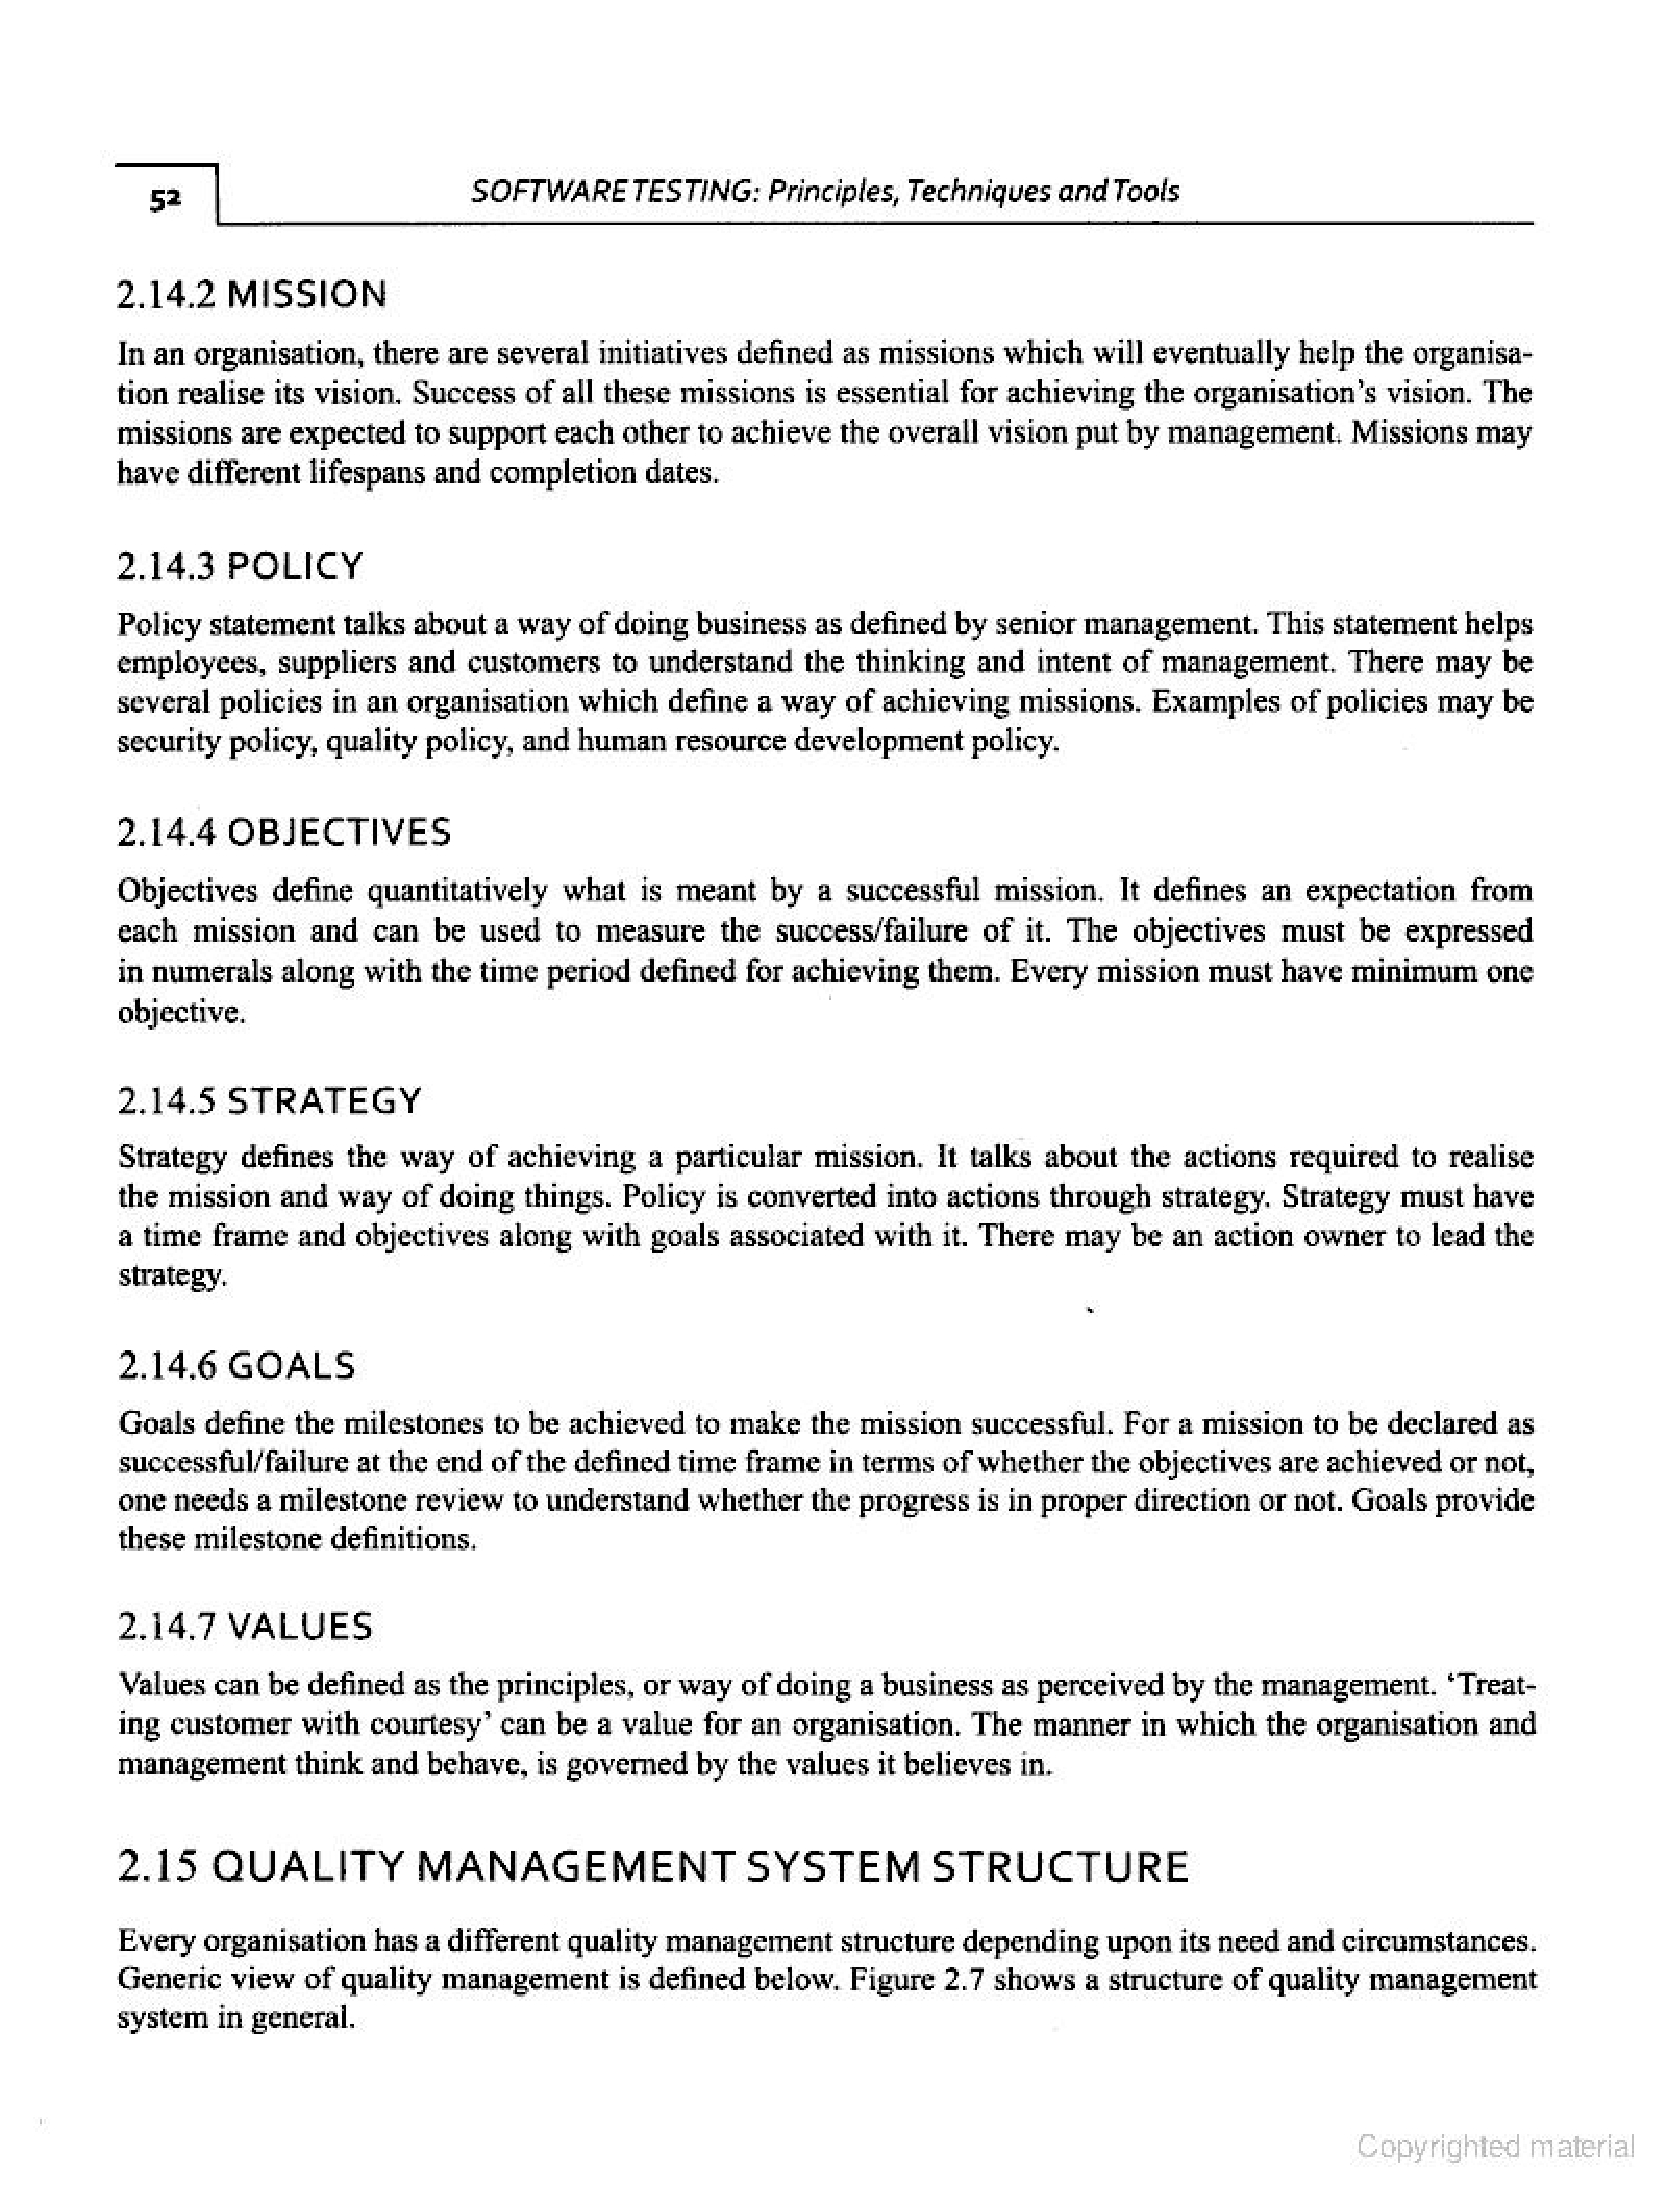 52
SOFTWARE TESTING: Principles, Techniques and Tools
2.14.2 MISSION
In an organisation, there are several initiatives defined as missions which will eventually help the organisa-
tion realise its vision. Success of all these missions is essential for achieving the organisation's vision. The
missions are expected to support each other to achieve the overall vision put by management. Missions may
have different lifespans and completion dates.
2.14.3 POLICY
Policy statement talks about a way of doing business as defined by senior management. This statement helps
employees, suppliers and customers to understand the thinking and intent of management. There may be
several policies in an organisation which define a way of achieving missions. Examples of policies may be
security policy, quality policy, and human resource development policy.
2.14.4 OBJECTIVES
Objectives define quantitatively what is meant by a successful mission. It defines an expectation from
each mission and can be used to measure the success/failure of it. The objectives must be expressed
in numerals along with the time period defined for achieving them. Every mission must have minimum one
objective.
2.14.5 STRATEGY
Strategy defines the way of achieving a particular mission. It talks about the actions required to realise
the mission and way of doing things. Policy is converted into actions through strategy. Strategy must have
a time frame and objectives along with goals associated with it. There may be an action owner to lead the
strategy.
2.14.6 GOALS
Goals define the milestones to be achieved to make the mission successful. For a mission to be declared as
successful/failure at the end of the defined time frame in terms of whether the objectives are achieved or not,
one needs a milestone review to understand whether the progress is in proper direction or not. Goals provide
these milestone definitions.
2.14.7 VALUES
Values can be defined as the principles, or way of doing a business as perceived by the management. 'Treat-
ing customer with courtesy' can be a value for an organisation. The manner in which the organisation and
management think and behave, is governed by the values it believes in.
2.15 QUALITY MANAGEMENT SYSTEM STRUCTURE
Every organisation has a different quality management structure depending upon its need and circumstances.
Generic view of quality management is defined below. Figure 2.7 shows a structure of quality management
system in general.
Copyrighted material